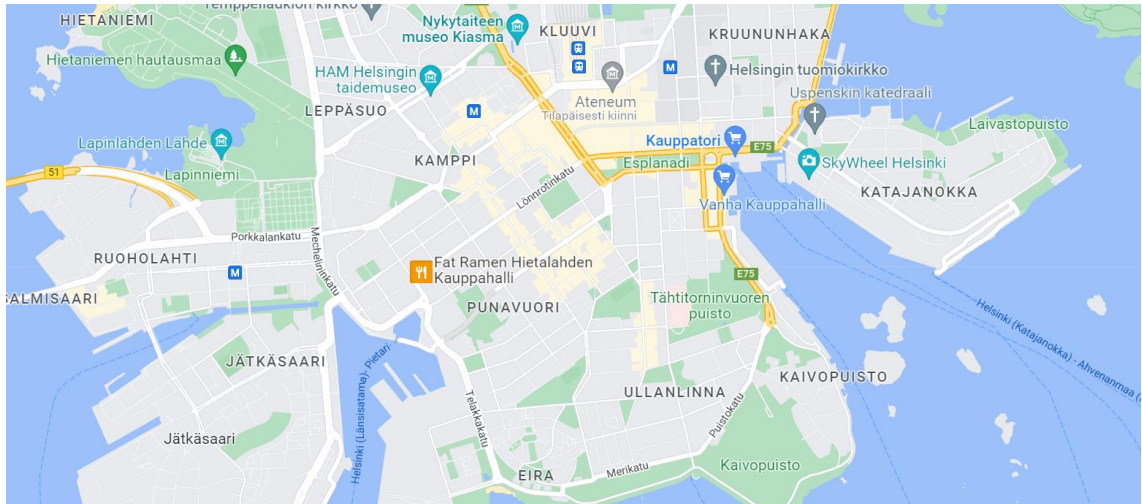 Temppeliaukion kirkko
HIETANIEMI
Nykytaiteen
museo Kiasma
KLUUVI
KRUUNUNHAKA
Hietaniemen hautausmaa
HAM Helsingin
taidemuseo
M
Helsingin tuomiokirkko
LEPPÄSUO
M
Ateneum
Tilapäisesti kiinni
Uspenskin katedraali
Laivastopuisto
Lapinlahden Lähde
Kauppatori
E75
KAMPPI
Esplanadi
SkyWheel Helsinki
51
Lapinniemi
Lönnrotinkatu
KATAJANOKKA
Vanha Kauppahalli
Porkkalankatu
Mechelininkatu
RUOHOLAHTI
M
Fat Ramen Hietalahden
Kauppahalli
E75
SALMISAARI
PUNAVUORI
Tähtitorninvuoren
puisto
Helsinki (Katajanokka) - Ahvenanmaa (
JÄTKÄSAARI
Helsinki (Länsisatama) - Pietari
KAIVOPUISTO
ULLANLINNA
Telakkakatu
Puistokatu
Jätkäsaari
Merikatu
Kaivopuisto
EIRA